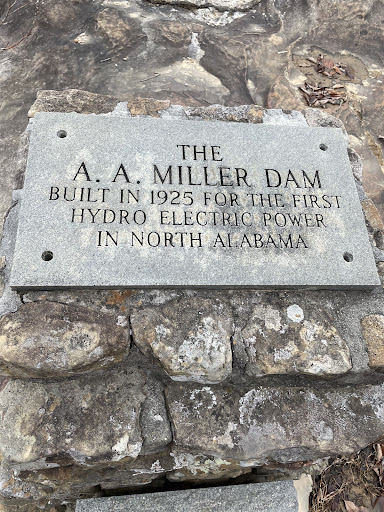 THE
A. A. MILLER DAM
BUILT IN 1925 FOR THE FIRST
HYDRO ELECTRIC POWER
IN NORTH ALABAMA